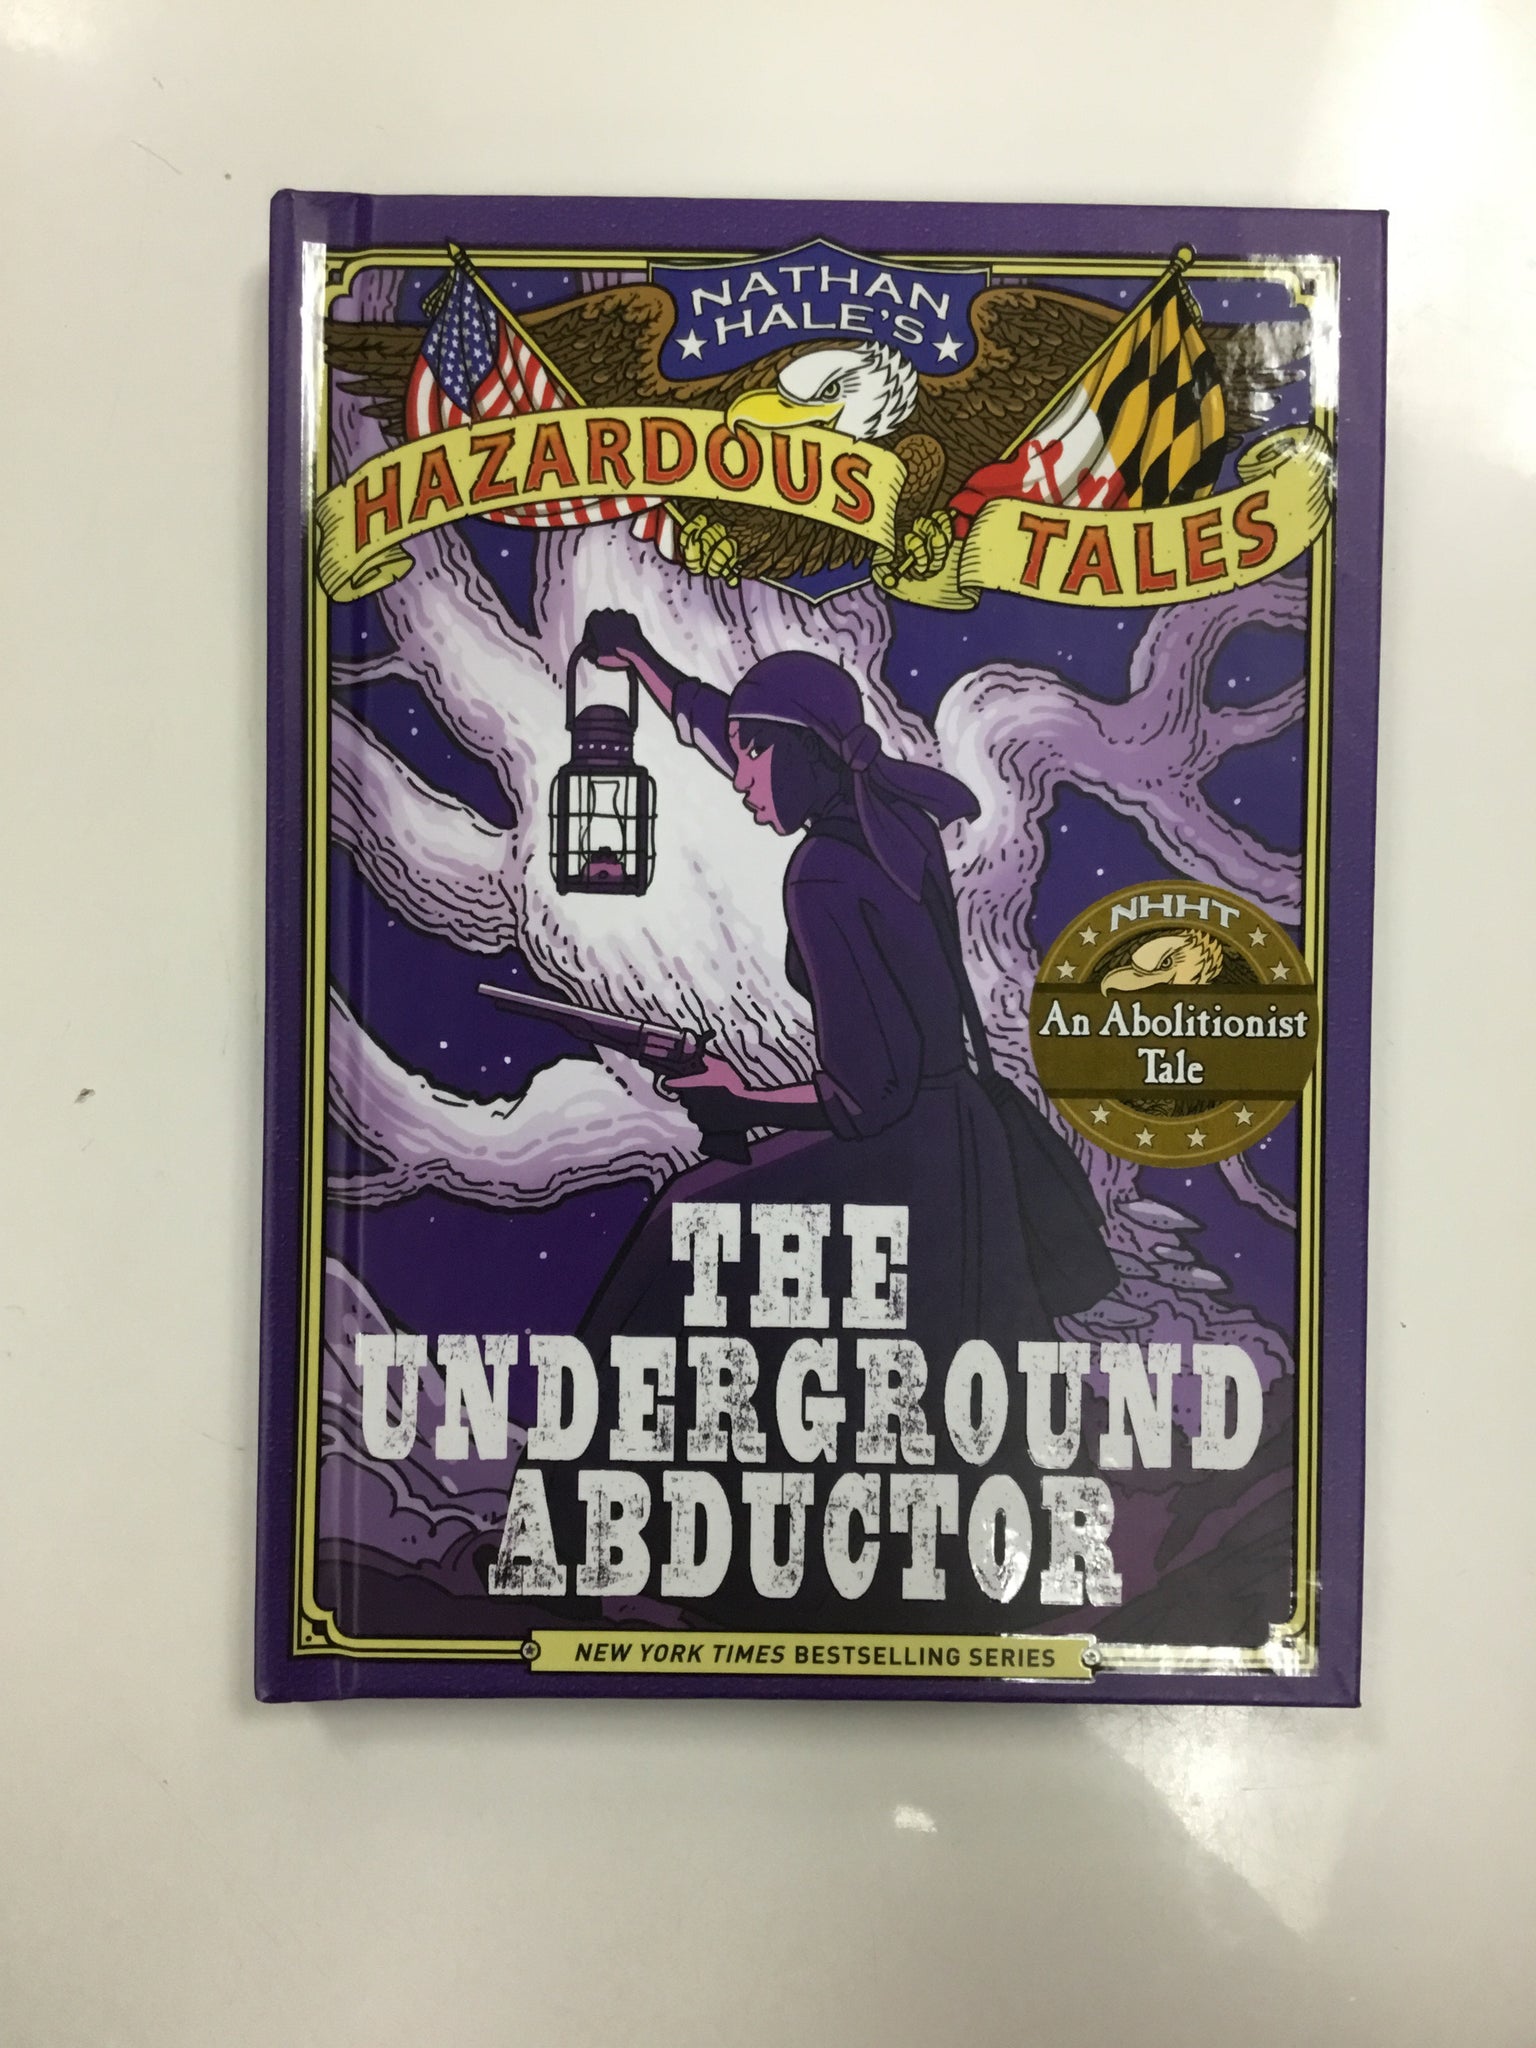 NATHAN
HALE'S
HAZARDOUS
TALES
NHHT
An Abolitionist
Tale
THE
UNDERGROUND
ABDUCTOR
NEW YORK TIMES BESTSELLING SERIES